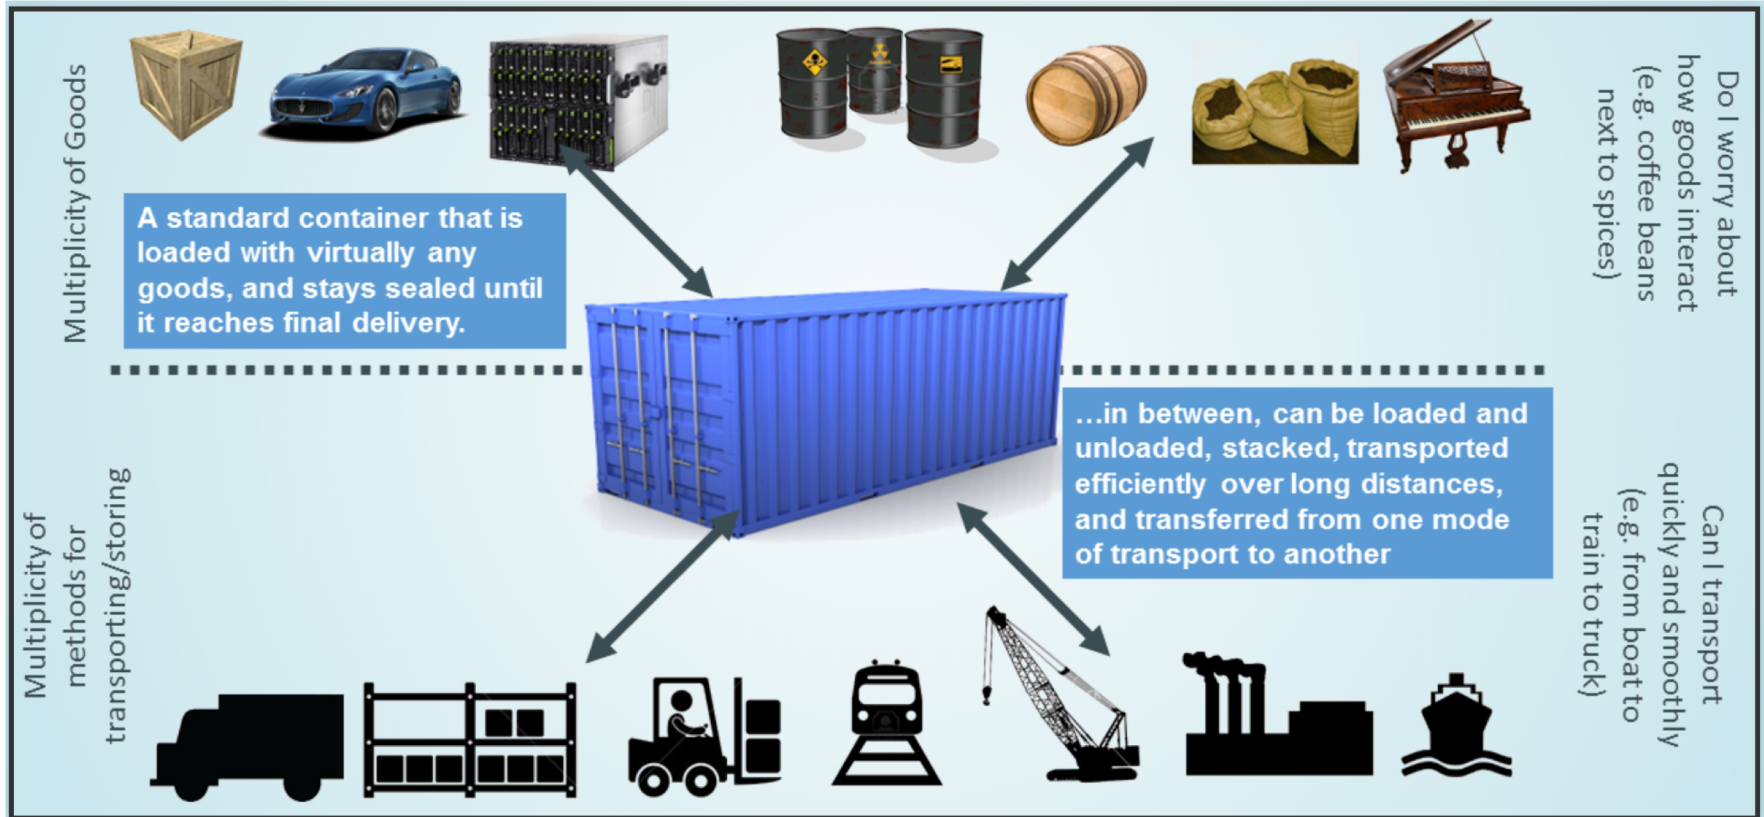 Multiplicity of Goods
A standard container that is
loaded with virtually any
goods, and stays sealed until
it reaches final delivery.
Do I worry about
how goods interact
(e.g. coffee beans
next to spices)
Multiplicity of
methods for
transporting/storing
…in between, can be loaded and
unloaded, stacked, transported
efficiently over long distances,
and transferred from one mode
of transport to another
Can I transport
quickly and smoothly
(e.g. from boat to
train to truck)